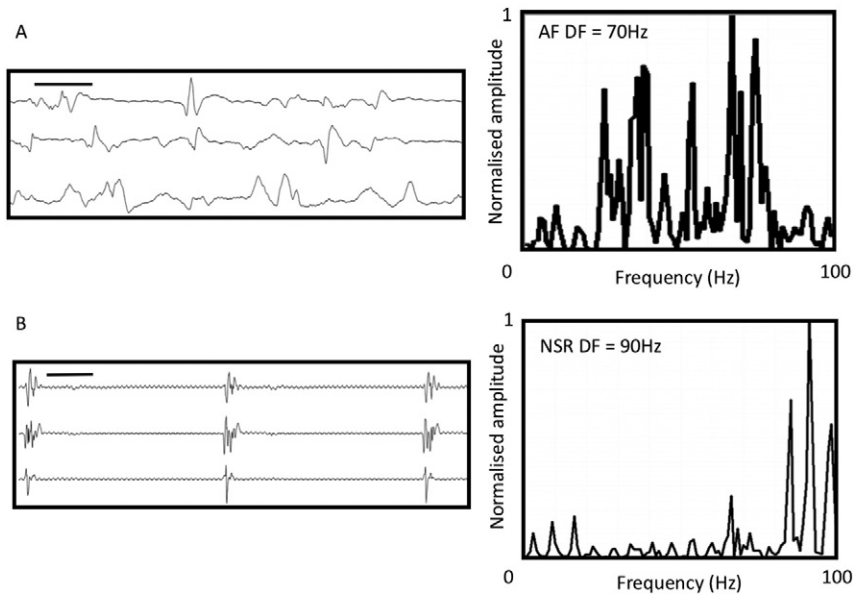 A
1
AF DF = 70Hz
Normalised amplitude
0
100
Frequency (Hz)
B
1
NSR DF = 90Hz
Normalised amplitude
0
100
Frequency (Hz)